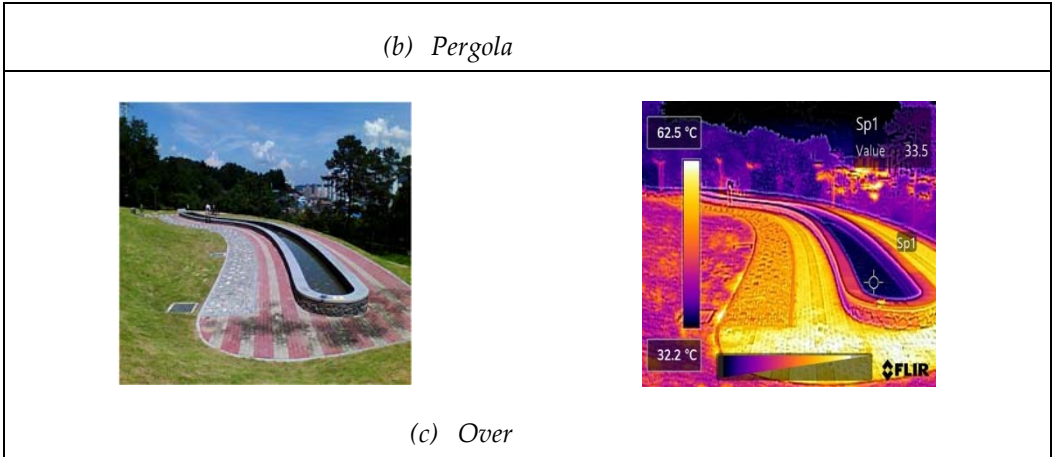 (b) Pergola
62.5 °C
Sp1
Value 33.5
Sp1
32.2 °C
FLIR
(c) Over